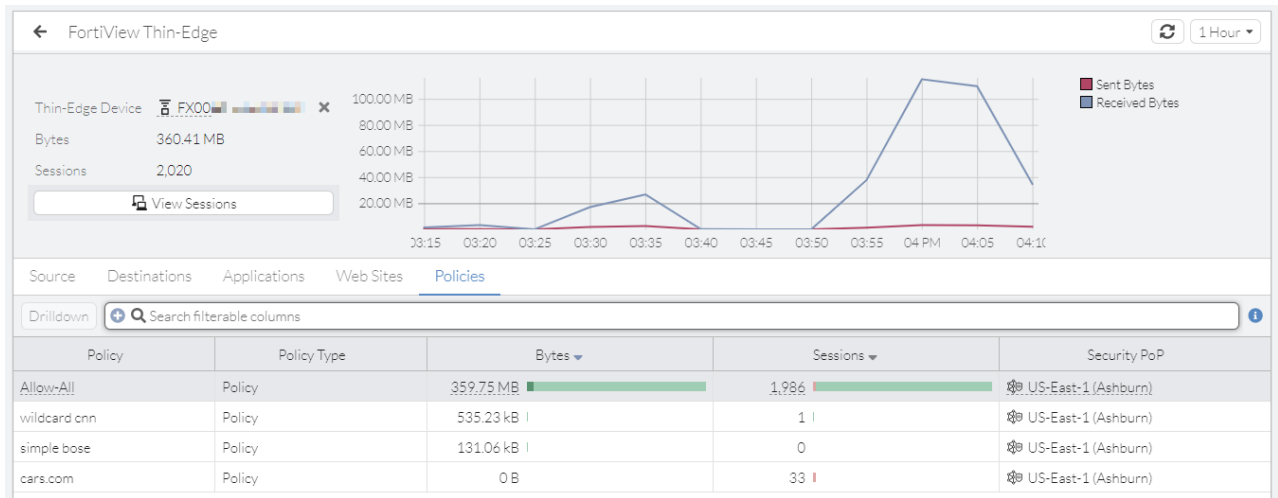 FortiView Thin-Edge
1 Hour
Thin-Edge Device FX00
Bytes 360.41 MB
Sessions 2,020
View Sessions
100.00 MB
80.00 MB
60.00 MB
40.00 MB
20.00 MB
03:15 03:20 03:25 03:30 03:35 03:40 03:45 03:50 03:55 04 PM 04:05 04:10
Sent Bytes
Received Bytes
Source Destinations Applications Web Sites Policies
Drilldown Search filterable columns
Policy Policy Type Bytes Sessions Security PoP
Allow-All Policy 359.75 MB 1,986 US-East-1 (Ashburn)
wildcard cnn Policy 535.23 kB 1 US-East-1 (Ashburn)
simple bose Policy 131.06 kB 0 US-East-1 (Ashburn)
cars.com Policy 0 B 33 US-East-1 (Ashburn)